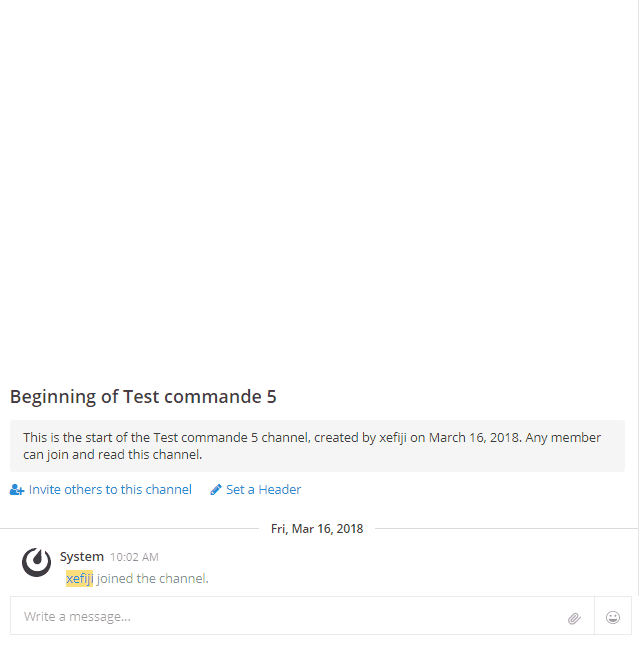 Beginning of Test commande 5
This is the start of the Test commande 5 channel, created by xefiji on March 16, 2018. Any member
can join and read this channel.
Invite others to this channel Set a Header
Fri, Mar 16, 2018
System 10:02 AM
xefiji joined the channel.
Write a message...